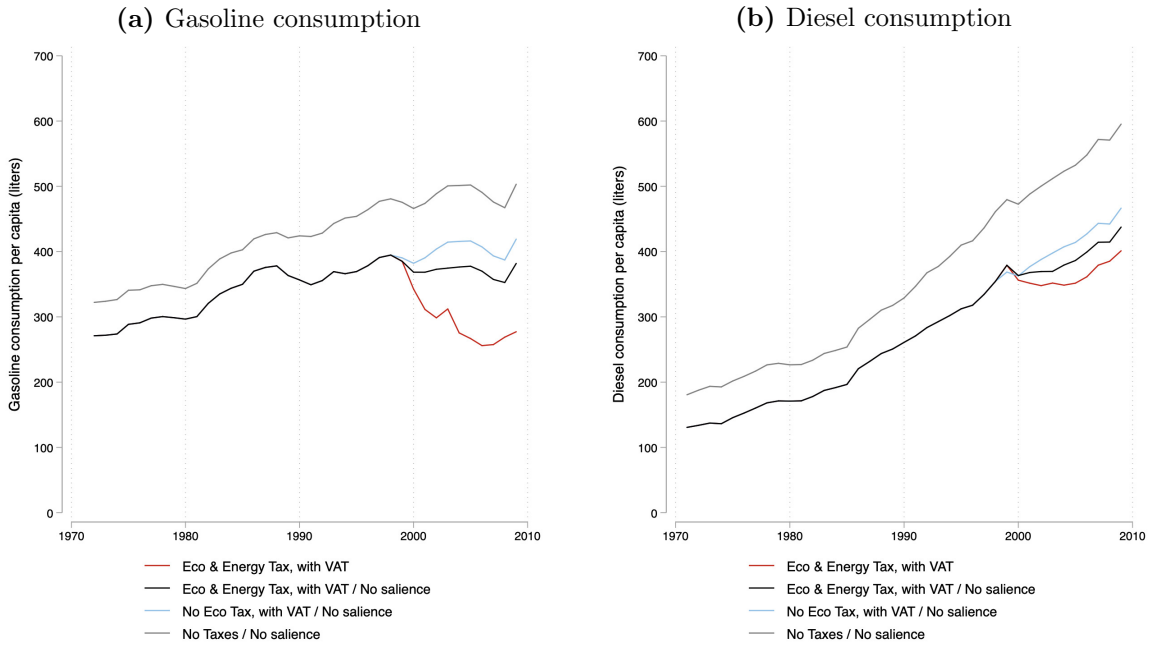 (a) Gasoline consumption
(b) Diesel consumption
Gasoline consumption per capita (liters)
700
600
500
400
300
200
100
0
1970 1980 1990 2000 2010
Eco & Energy Tax, with VAT
Eco & Energy Tax, with VAT / No salience
No Eco Tax, with VAT / No salience
No Taxes / No salience
Diesel consumption per capita (liters)
700
600
500
400
300
200
100
0
1970 1980 1990 2000 2010
Eco & Energy Tax, with VAT
Eco & Energy Tax, with VAT / No salience
No Eco Tax, with VAT / No salience
No Taxes / No salience